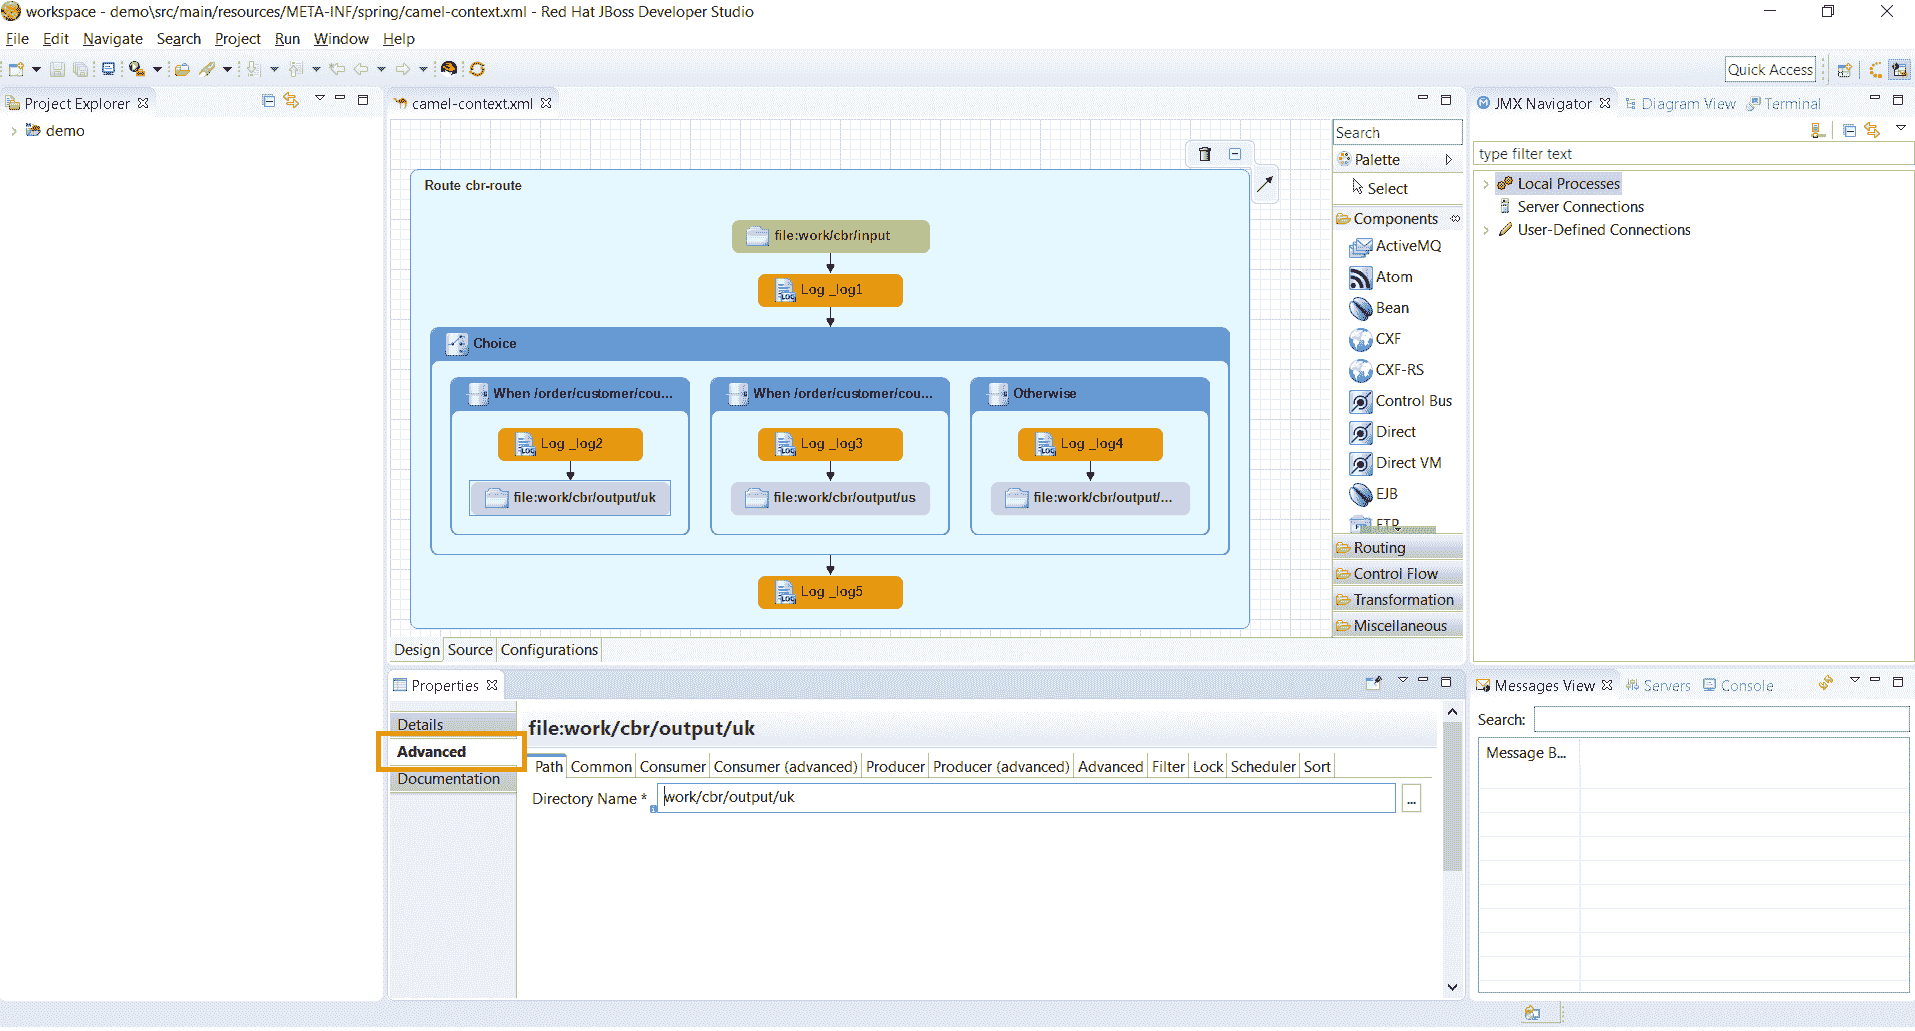 workspace - demo\src/main/resources/META-INF/spring/camel-context.xml - Red Hat JBoss Developer Studio
File Edit Navigate Search Project Run Window Help
Quick Access
Project Explorer
demo
camel-context.xml
Route cbr-route
file:work/cbr/input
Log _log1
Choice
When /order/customer/cou...
Log _log2
file:work/cbr/output/uk
When /order/customer/cou...
Log _log3
file:work/cbr/output/us
Otherwise
Log _log4
file:work/cbr/output/...
Log _log5
Search
Palette
Select
Components
ActiveMQ
Atom
Bean
CXF
CXF-RS
Control Bus
Direct
Direct VM
EJB
FTP
Routing
Control Flow
Transformation
Miscellaneous
Design Source Configurations
JMX Navigator Diagram View Terminal
type filter text
Local Processes
Server Connections
User-Defined Connections
Properties
Details
Advanced
Documentation
file:work/cbr/output/uk
Path Common Consumer Consumer (advanced) Producer Producer (advanced) Advanced Filter Lock Scheduler Sort
Directory Name * work/cbr/output/uk ...
Messages View Servers Console
Search:
Message B...